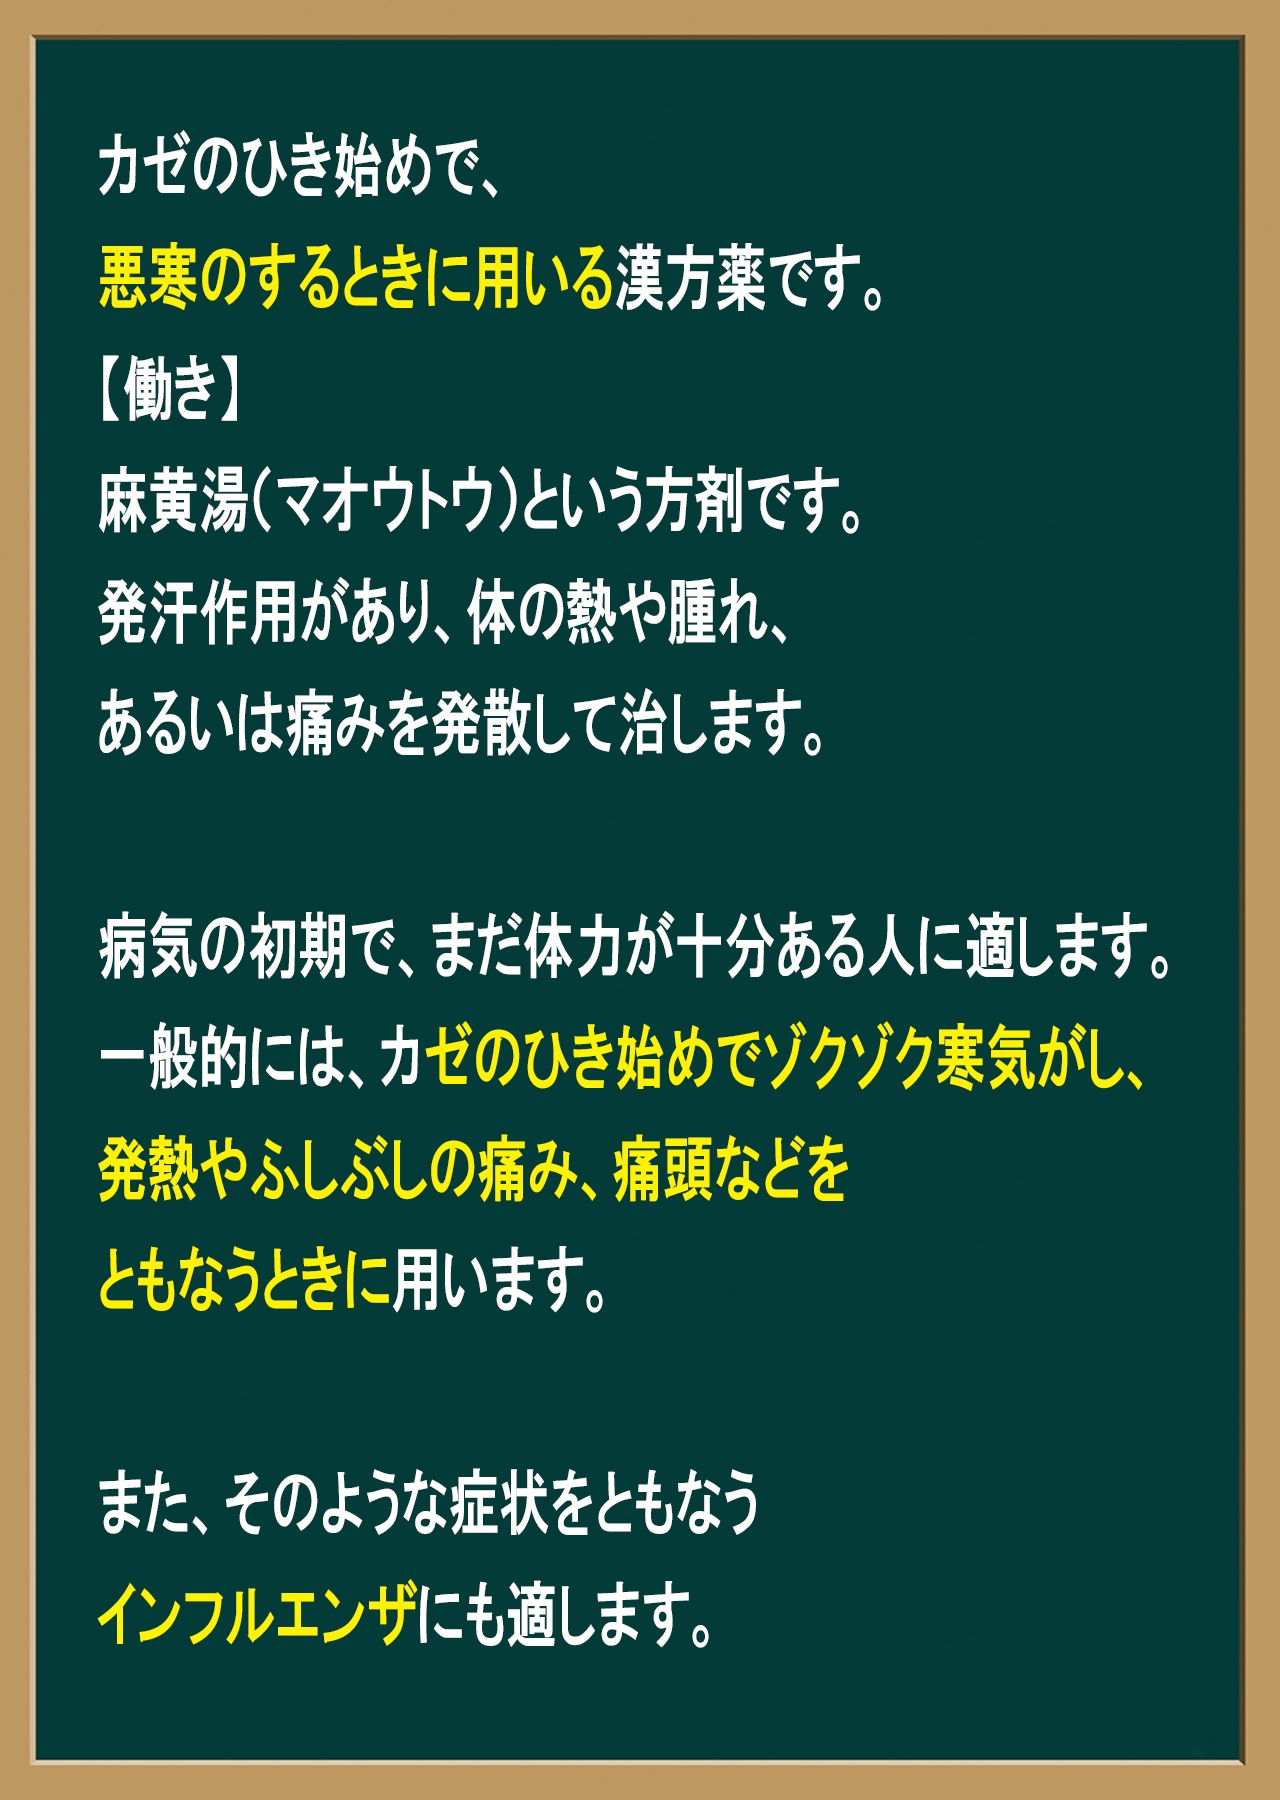 カゼのひき始めで、
悪寒のするときに用いる漢方薬です。
【働き】
麻黄湯（マオウトウ）という方剤です。
発汗作用があり、体の熱や腫れ、
あるいは痛みを発散して治します。
病気の初期で、まだ体力が十分ある人に適します。
一般的には、カゼのひき始めでゾクゾク寒気がし、
発熱やふしぶしの痛み、痛頭などを
ともなうときに用います。
また、そのような症状をともなう
インフルエンザにも適します。